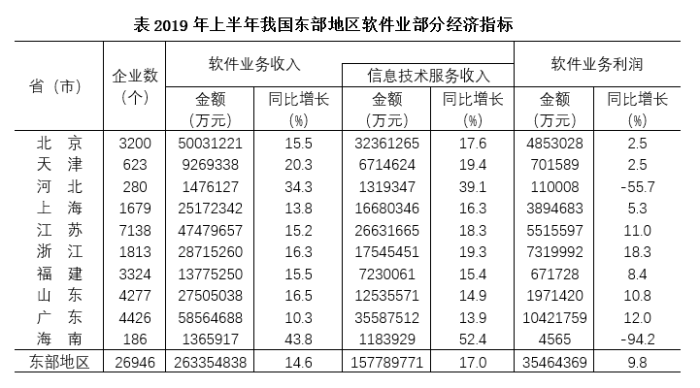 表 2019 年上半年我国东部地区软件业部分经济指标
省（市） 企业数（个） 软件业务收入 软件业务利润
信息技术服务收入
金额（万元） 同比增长（%） 金额（万元） 同比增长（%） 金额（万元） 同比增长（%）
北 京 3200 50031221 15.5 32361265 17.6 4853028 2.5
天 津 623 9269338 20.3 6714624 19.4 701589 2.5
河 北 280 1476127 34.3 1319347 39.1 110008 -55.7
上 海 1679 25172342 13.8 16680346 16.3 3894683 5.3
江 苏 7138 47479657 15.2 26631665 18.3 5515597 11.0
浙 江 1813 28715260 16.3 17545451 19.3 7319992 18.3
福 建 3324 13775250 15.5 7230061 15.4 671728 8.4
山 东 4277 27505038 16.5 12535571 14.9 1971420 10.8
广 东 4426 58564688 10.3 35587512 13.9 10421759 12.0
海 南 186 1365917 43.8 1183929 52.4 4565 -94.2
东部地区 26946 263354838 14.6 157789771 17.0 35464369 9.8